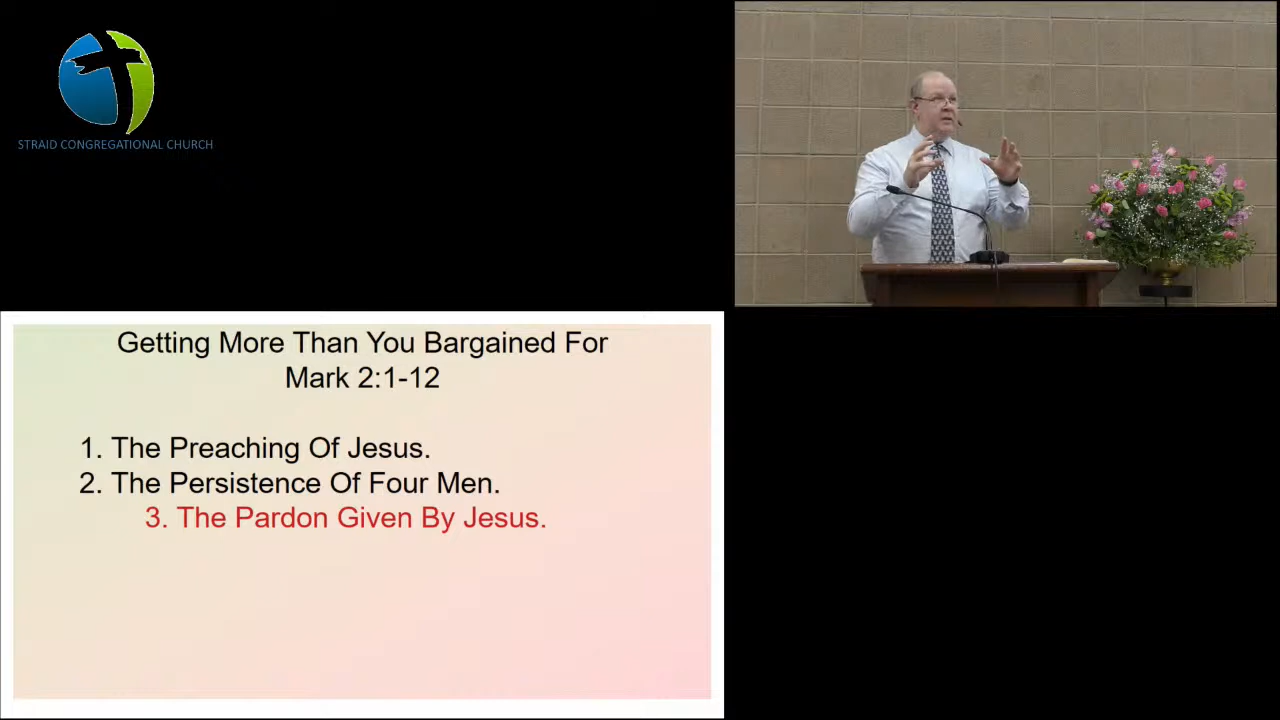 STRAID CONGREGATIONAL CHURCH
Getting More Than You Bargained For
Mark 2:1-12
1. The Preaching Of Jesus.
2. The Persistence Of Four Men.
3. The Pardon Given By Jesus.